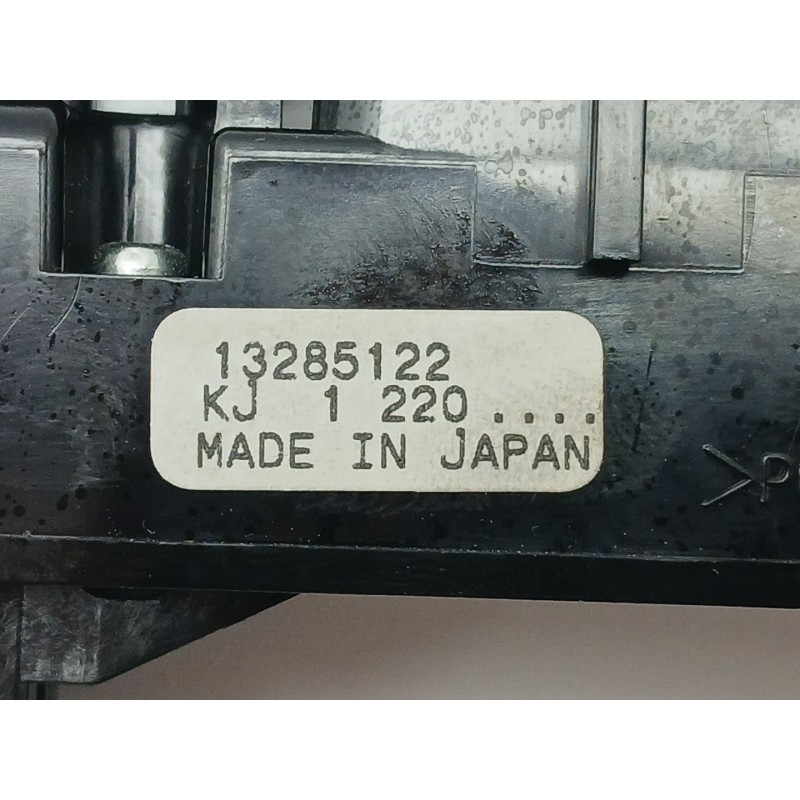 13285122
KJ 1 220 ....
MADE IN JAPAN
>P